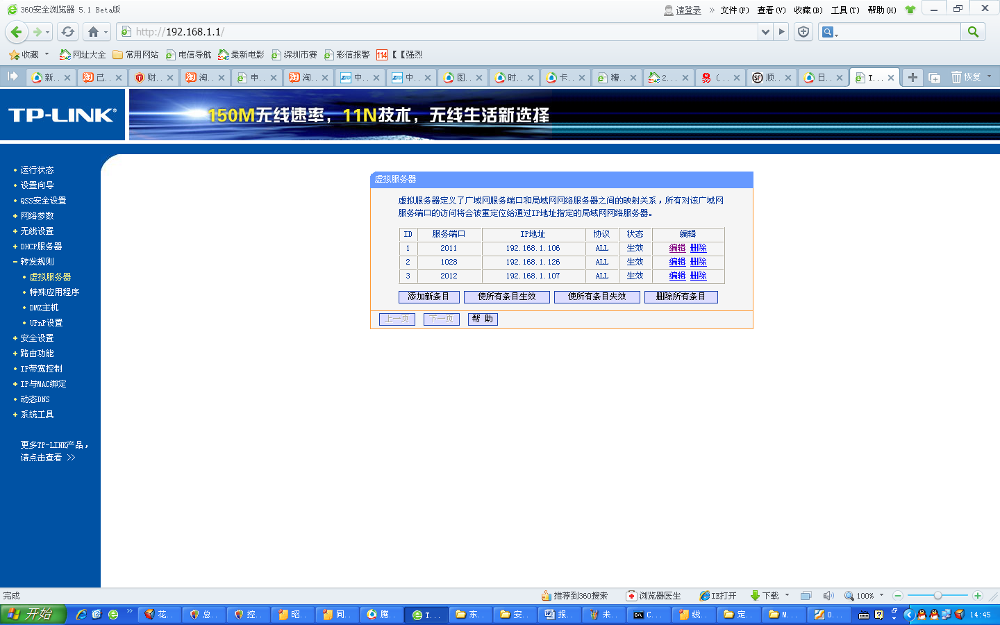 360安全浏览器 5.1 Beta版
请登录 » 文件(F) 查看(V) 收藏(B) 工具(T) 帮助(H)
http://192.168.1.1/
收藏 网址大全 常用网站 电信导航 最新电影 深圳市赛 彩信报警 114 【【强烈
新.. 淘 已.. 财.. 淘 淘.. 申.. 淘 淘.. 中.. 中.. 图.. 时.. 卡.. 糟.. 2... (.. SF 顺.. 日.. T... 恢复
TP-LINK®
150M无线速率，11N技术，无线生活新选择
运行状态
设置向导
QSS安全设置
网络参数
无线设置
DHCP服务器
转发规则
虚拟服务器
特殊应用程序
DMZ主机
UPnP设置
安全设置
路由功能
IP带宽控制
IP与MAC绑定
动态DNS
系统工具
更多TP-LINK产品，
请点击查看 >>
虚拟服务器
虚拟服务器定义了广域网服务端口和局域网网络服务器之间的映射关系，所有对该广域网
服务端口的访问将会被重定位给通过IP地址指定的局域网网络服务器。
ID 服务端口 IP地址 协议 状态 编辑
1 2011 192.168.1.106 ALL 生效 编辑 删除
2 1028 192.168.1.126 ALL 生效 编辑 删除
3 2012 192.168.1.107 ALL 生效 编辑 删除
添加新条目 使所有条目生效 使所有条目失效 删除所有条目
上一页 下一页 帮 助
完成 推荐到360搜索 浏览器医生 IE打开 下载 100%
开始 » 花.. 总.. 控.. 昭.. 同.. 腾.. T... 东.. 安.. 报.. 未.. C... 线.. 定.. M... 0... 14:45